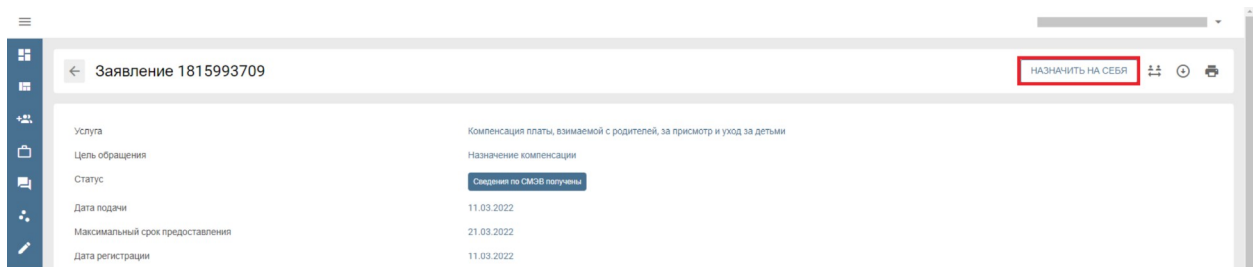 Заявление 1815993709
НАЗНАЧИТЬ НА СЕБЯ
Услуга
Компенсация платы, взимаемой с родителей, за присмотр и уход за детьми
Цель обращения
Назначение компенсации
Статус
Сведения по СМЭВ получены
Дата подачи
11.03.2022
Максимальный срок предоставления
21.03.2022
Дата регистрации
11.03.2022